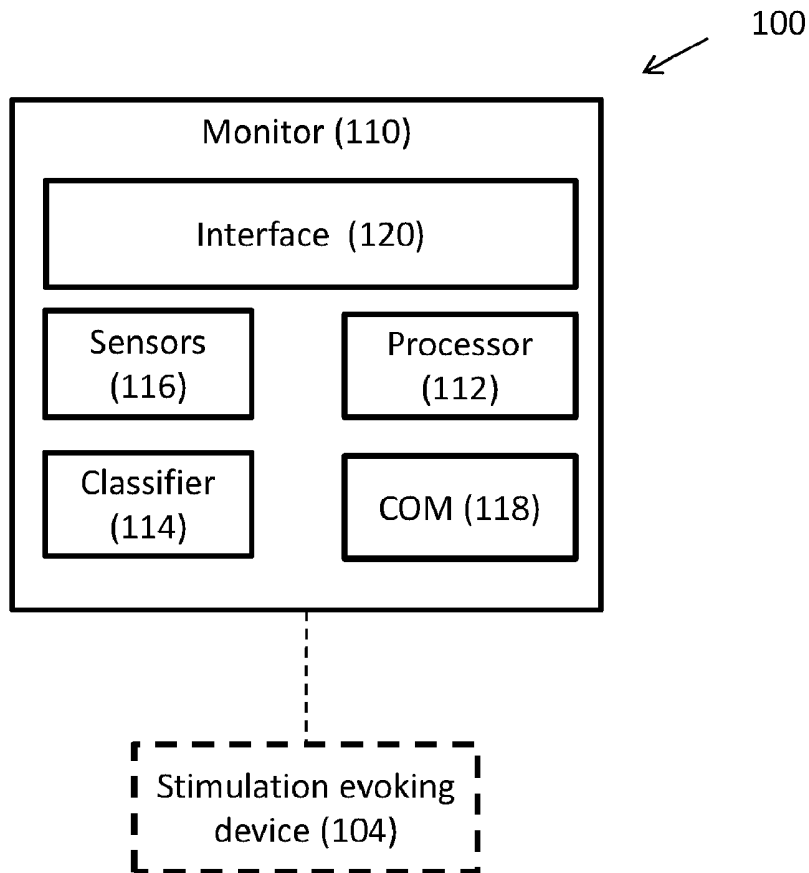 100
Monitor (110)
Interface (120)
Sensors
(116)
Processor
(112)
Classifier
(114)
COM (118)
Stimulation evoking
device (104)